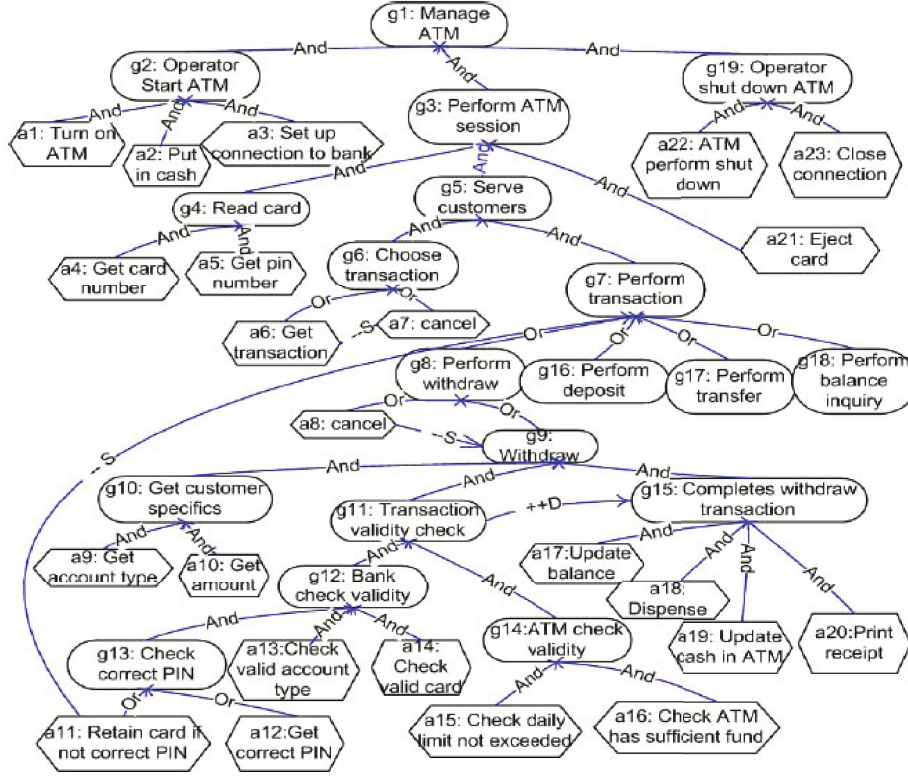 g1: Manage
ATM
And
And
And
g2: Operator
Start ATM
g19: Operator
shut down ATM
g3: Perform ATM
session
And
And
And
And
And
a1: Turn on
ATM
a2: Put
in cash
a3: Set up
connection to bank
a22: ATM
perform shut
down
a23: Close
connection
And
And
And
g4: Read card
g5: Serve
customers
And
And
And
And
a4: Get card
number
a5: Get pin
number
g6: Choose
transaction
g7: Perform
transaction
a21: Eject
card
Or
Or
a6: Get
transaction
--S
a7: cancel
Or
Or
Or
Or
g8: Perform
withdraw
g16: Perform
deposit
g17: Perform
transfer
g18: Perform
balance
inquiry
Or
Or
a8: cancel
--S
g9:
Withdraw
--S
And
And
And
g10: Get customer
specifics
g11: Transaction
validity check
++D
g15: Completes withdraw
transaction
And
And
a9: Get
account type
a10: Get
amount
And
And
And
And
And
And
a17:Update
balance
a18:
Dispense
a19: Update
cash in ATM
a20:Print
receipt
g12: Bank
check validity
And
And
And
g13: Check
correct PIN
a13:Check
valid account
type
a14:
Check
valid card
g14:ATM check
validity
Or
Or
And
And
a11: Retain card if
not correct PIN
a12:Get
correct PIN
a15: Check daily
limit not exceeded
a16: Check ATM
has sufficient fund